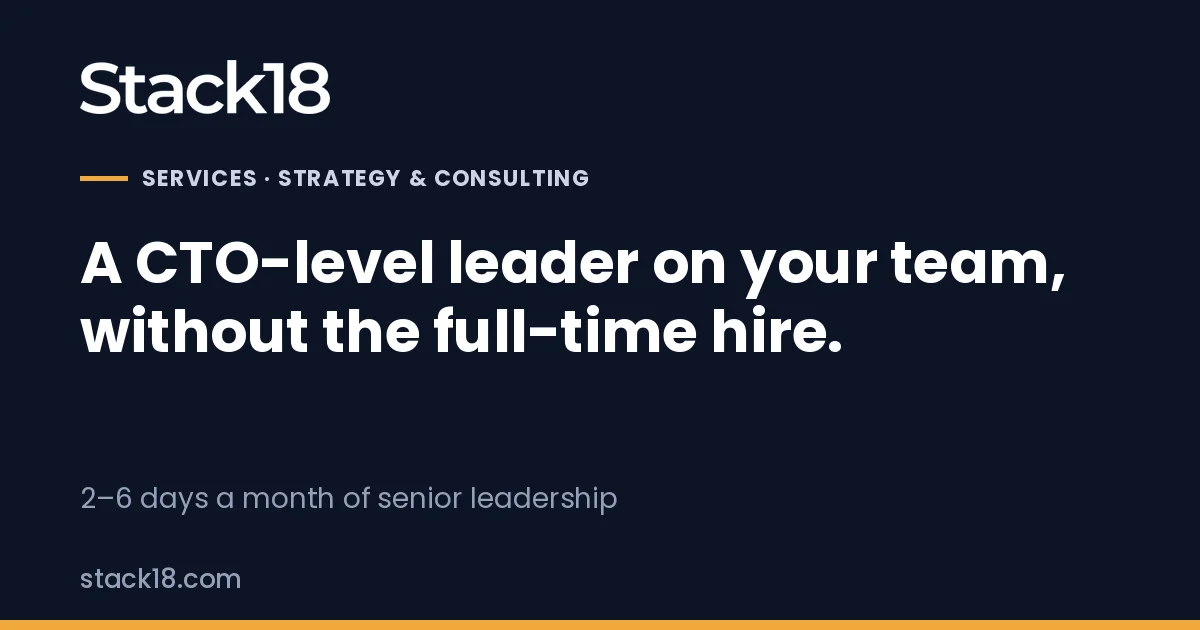 Stack18
SERVICES · STRATEGY & CONSULTING
A CTO-level leader on your team,
without the full-time hire.
2–6 days a month of senior leadership
stack18.com